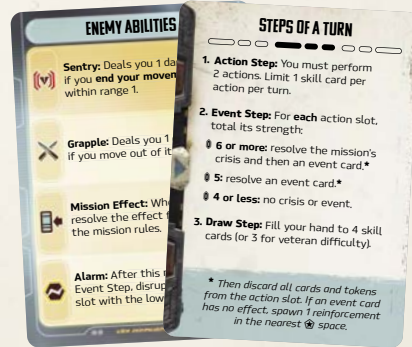 ENEMY ABILITIES
Sentry: Deals you 1
if you end your
within range 1.
Grapple: Deals you 1
if you move out of
Mission Effect:
resolve the effect
the mission rules.
Alarm: After this
Event Step, disrup
slot with the low
STEPS OF A TURN
1. Action Step: You must perform
2 actions. Limit 1 skill card per
action per turn.
2. Event Step: For each action slot,
total its strength:
6 or more: resolve the mission's
crisis and then an event card.*
5: resolve an event card.*
4 or less: no crisis or event.
3. Draw Step: Fill your hand to 4 skill
cards (or 3 for veteran difficulty).
* Then discard all cards and tokens
from the action slot. If an event card
has no effect, spawn 1 reinforcement
in the nearest space.